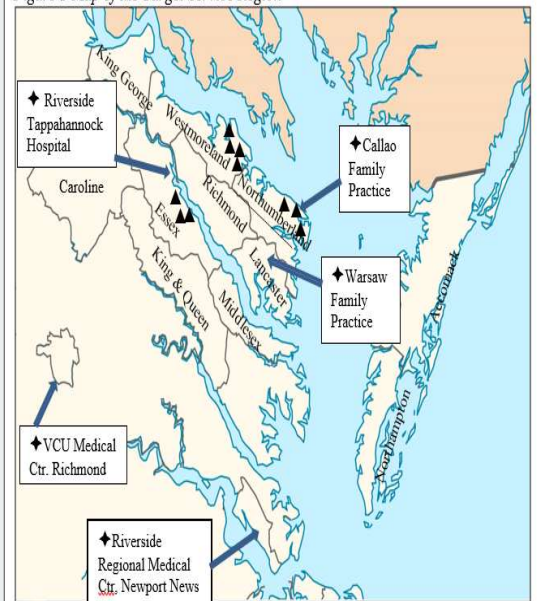 King George
Westmoreland
✦ Riverside
Tappahannock
Hospital
✦Callao
Family
Practice
Caroline
Northumberland
Richmond
Essex
Lancaster
✦Warsaw
Family
Practice
King & Queen
Middlesex
Accomack
Northampton
✦VCU Medical
Ctr. Richmond
✦Riverside
Regional Medical
Ctr. Newport News